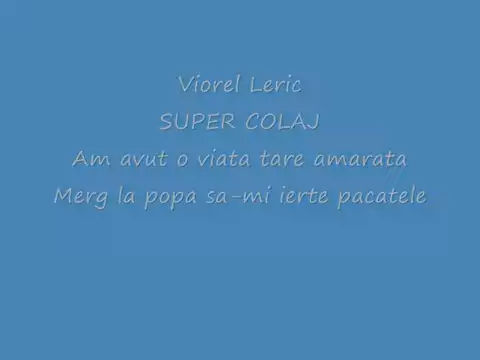 Viorel Leric
SUPER COLAJ
Am avut o viata tare amarata
Merg la popa sa-mi ierte pacatele